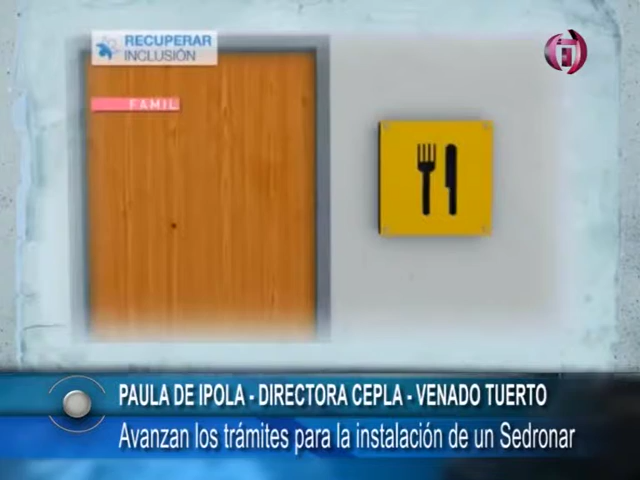 RECUPERAR
INCLUSIÓN
FAMIL
PAULA DE IPOLA - DIRECTORA CEPLA - VENADO TUERTO
Avanzan los trámites para la instalación de un Sedronar